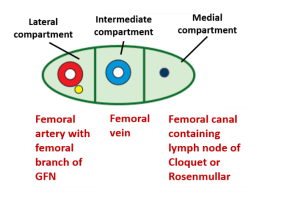 Lateral
compartment
Intermediate
compartment
Medial
compartment
Femoral
artery with
femoral
branch of
GFN
Femoral
vein
Femoral canal
containing
lymph node of
Cloquet or
Rosenmullar